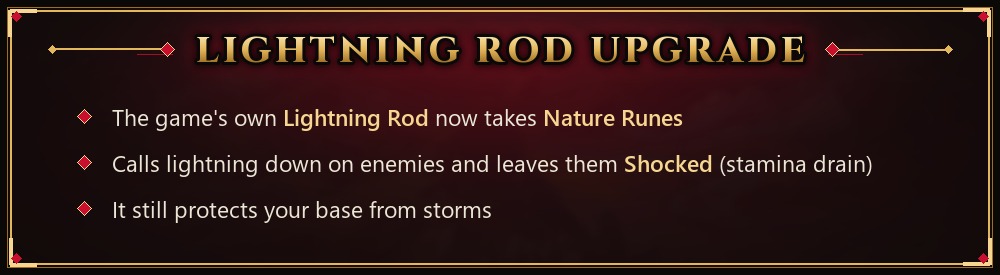 LIGHTNING ROD UPGRADE
The game's own Lightning Rod now takes Nature Runes
Calls lightning down on enemies and leaves them Shocked (stamina drain)
It still protects your base from storms